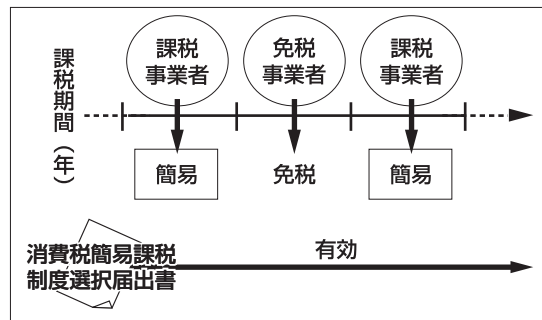 課税期間（年）
課税
事業者
免税
事業者
課税
事業者
簡易
免税
簡易
消費税簡易課税
制度選択届出書
有効